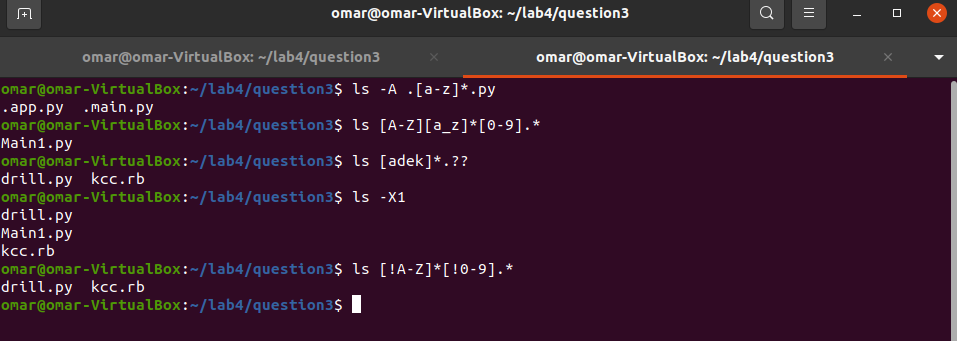 omar@omar-VirtualBox: ~/lab4/question3
omar@omar-VirtualBox: ~/lab4/question3
omar@omar-VirtualBox: ~/lab4/question3
omar@omar-VirtualBox:~/lab4/question3$ ls -A .[a-z]*.py
.app.py  .main.py
omar@omar-VirtualBox:~/lab4/question3$ ls [A-Z][a_z]*[0-9].*
Main1.py
omar@omar-VirtualBox:~/lab4/question3$ ls [adek]*.??
drill.py  kcc.rb
omar@omar-VirtualBox:~/lab4/question3$ ls -X1
drill.py
Main1.py
kcc.rb
omar@omar-VirtualBox:~/lab4/question3$ ls [!A-Z]*[!0-9].*
drill.py  kcc.rb
omar@omar-VirtualBox:~/lab4/question3$